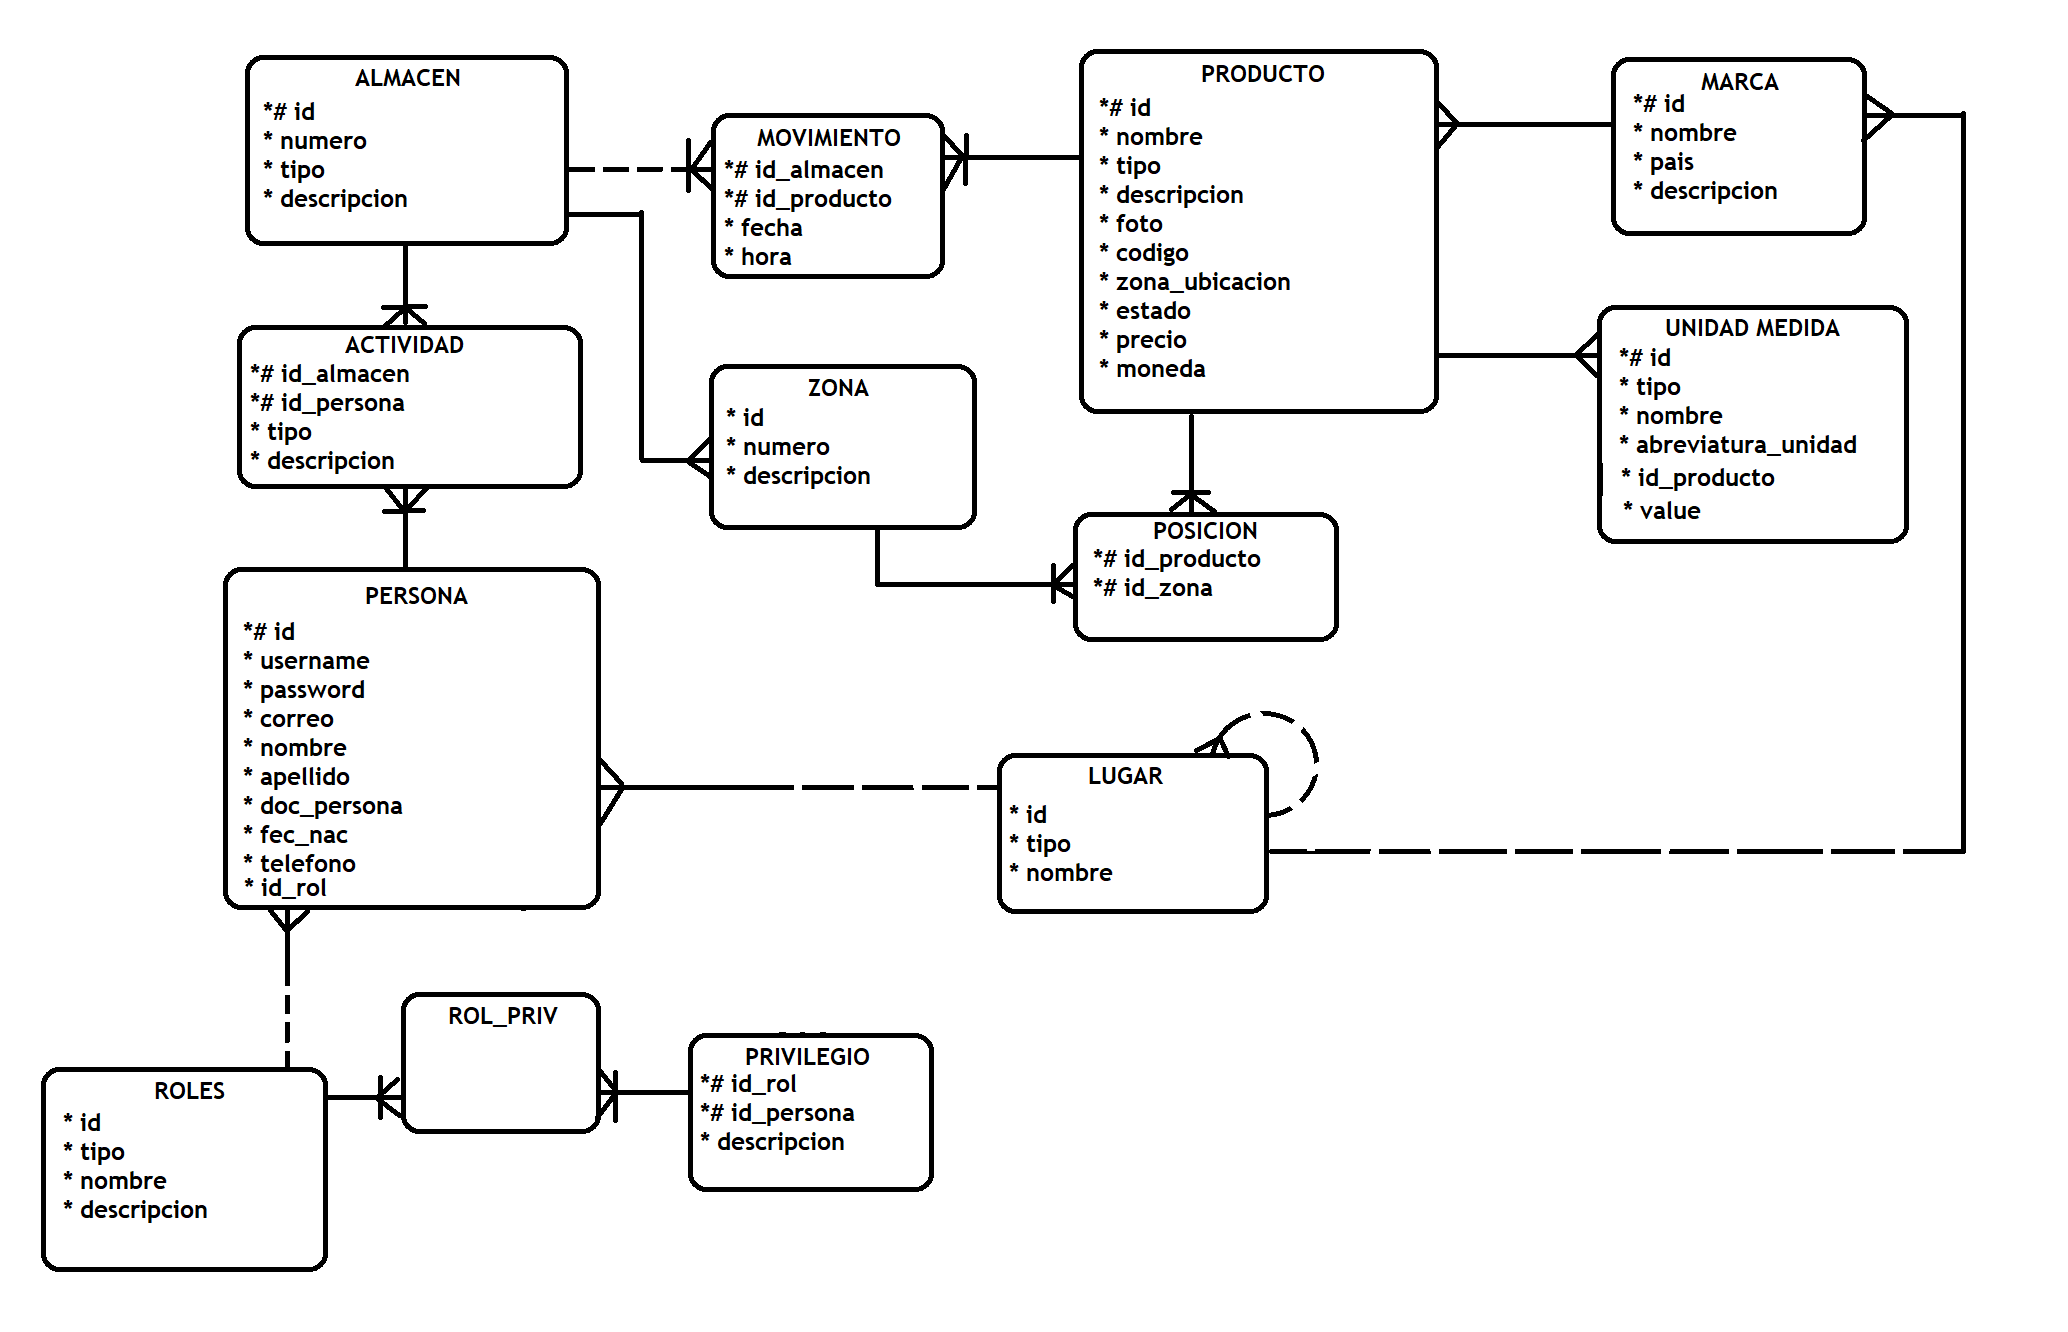 ALMACEN
*# id
* numero
* tipo
* descripcion
MOVIMIENTO
*# id_almacen
*# id_producto
* fecha
* hora
PRODUCTO
*# id
* nombre
* tipo
* descripcion
* foto
* codigo
* zona_ubicacion
* estado
* precio
* moneda
MARCA
*# id
* nombre
* pais
* descripcion
ACTIVIDAD
*# id_almacen
*# id_persona
* tipo
* descripcion
ZONA
* id
* numero
* descripcion
UNIDAD MEDIDA
*# id
* tipo
* nombre
* abreviatura_unidad
* id_producto
* value
POSICION
*# id_producto
*# id_zona
PERSONA
*# id
* username
* password
* correo
* nombre
* apellido
* doc_persona
* fec_nac
* telefono
* id_rol
LUGAR
* id
* tipo
* nombre
ROL_PRIV
PRIVILEGIO
*# id_rol
*# id_persona
* descripcion
ROLES
* id
* tipo
* nombre
* descripcion